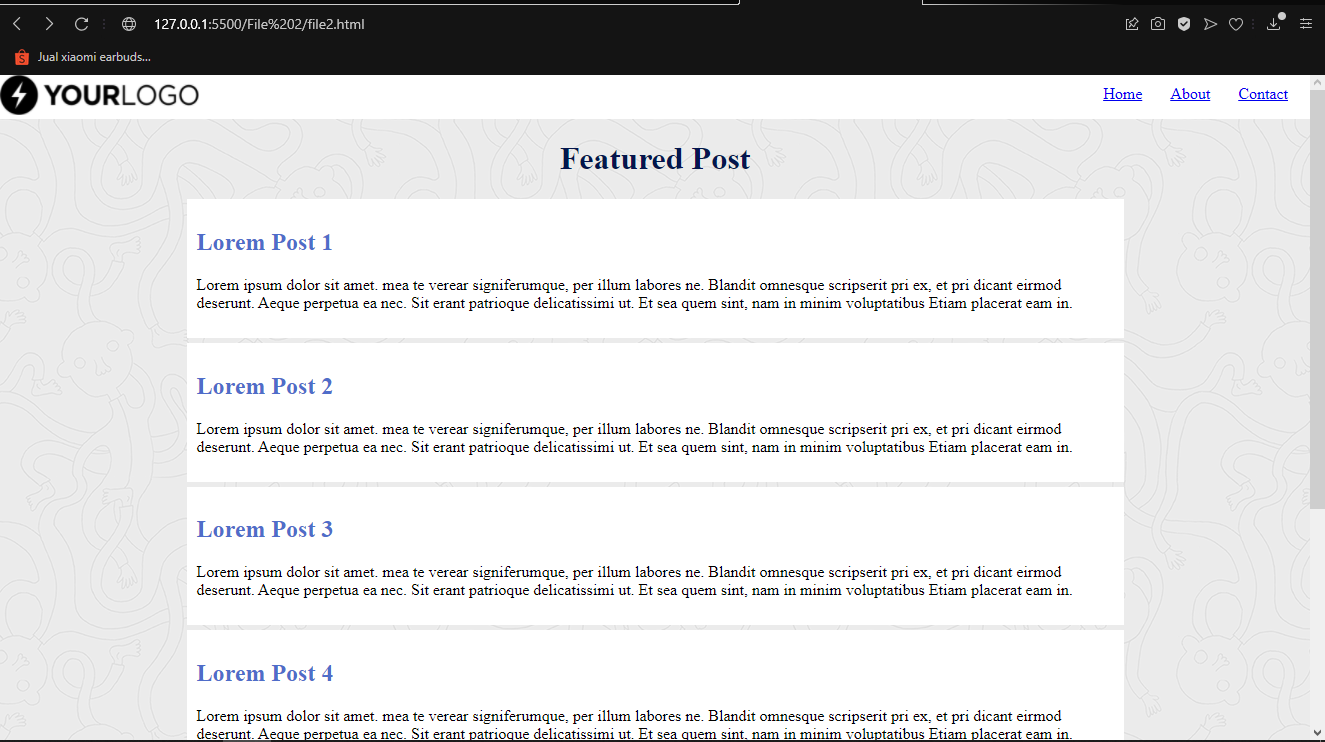 127.0.0.1:5500/File%202/file2.html
Jual xiaomi earbuds...
YOURLOGO
Home About Contact
Featured Post
Lorem Post 1
Lorem ipsum dolor sit amet. mea te verear signiferumque, per illum labores ne. Blandit omnesque scripserit pri ex, et pri dicant eirmod
deserunt. Aeque perpetua ea nec. Sit erant patrioque delicatissimi ut. Et sea quem sint, nam in minim voluptatibus Etiam placerat eam in.
Lorem Post 2
Lorem ipsum dolor sit amet. mea te verear signiferumque, per illum labores ne. Blandit omnesque scripserit pri ex, et pri dicant eirmod
deserunt. Aeque perpetua ea nec. Sit erant patrioque delicatissimi ut. Et sea quem sint, nam in minim voluptatibus Etiam placerat eam in.
Lorem Post 3
Lorem ipsum dolor sit amet. mea te verear signiferumque, per illum labores ne. Blandit omnesque scripserit pri ex, et pri dicant eirmod
deserunt. Aeque perpetua ea nec. Sit erant patrioque delicatissimi ut. Et sea quem sint, nam in minim voluptatibus Etiam placerat eam in.
Lorem Post 4
Lorem ipsum dolor sit amet. mea te verear signiferumque, per illum labores ne. Blandit omnesque scripserit pri ex, et pri dicant eirmod
deserunt. Aeque perpetua ea nec. Sit erant patrioque delicatissimi ut. Et sea quem sint, nam in minim voluptatibus Etiam placerat eam in.